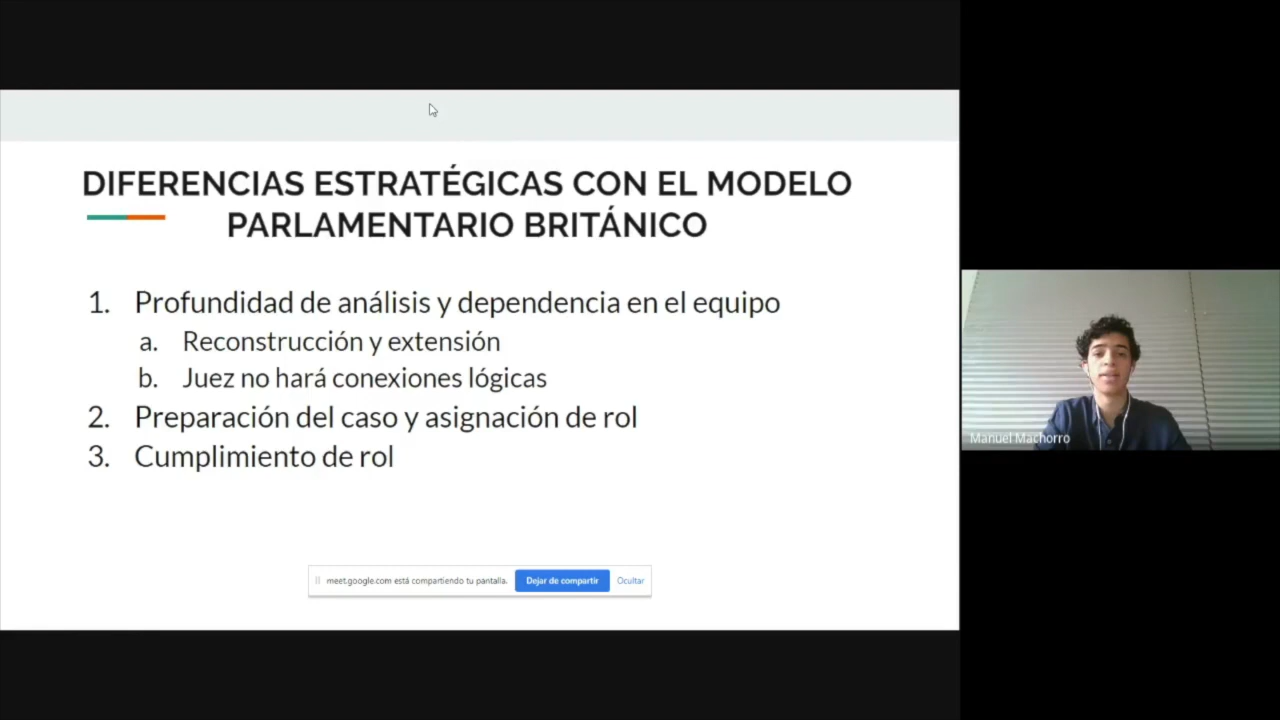 DIFERENCIAS ESTRATÉGICAS CON EL MODELO
PARLAMENTARIO BRITÁNICO
1. Profundidad de análisis y dependencia en el equipo
a. Reconstrucción y extensión
b. Juez no hará conexiones lógicas
2. Preparación del caso y asignación de rol
3. Cumplimiento de rol
meet.google.com está compartiendo tu pantalla. Dejar de compartir Ocultar
Manuel Machorro